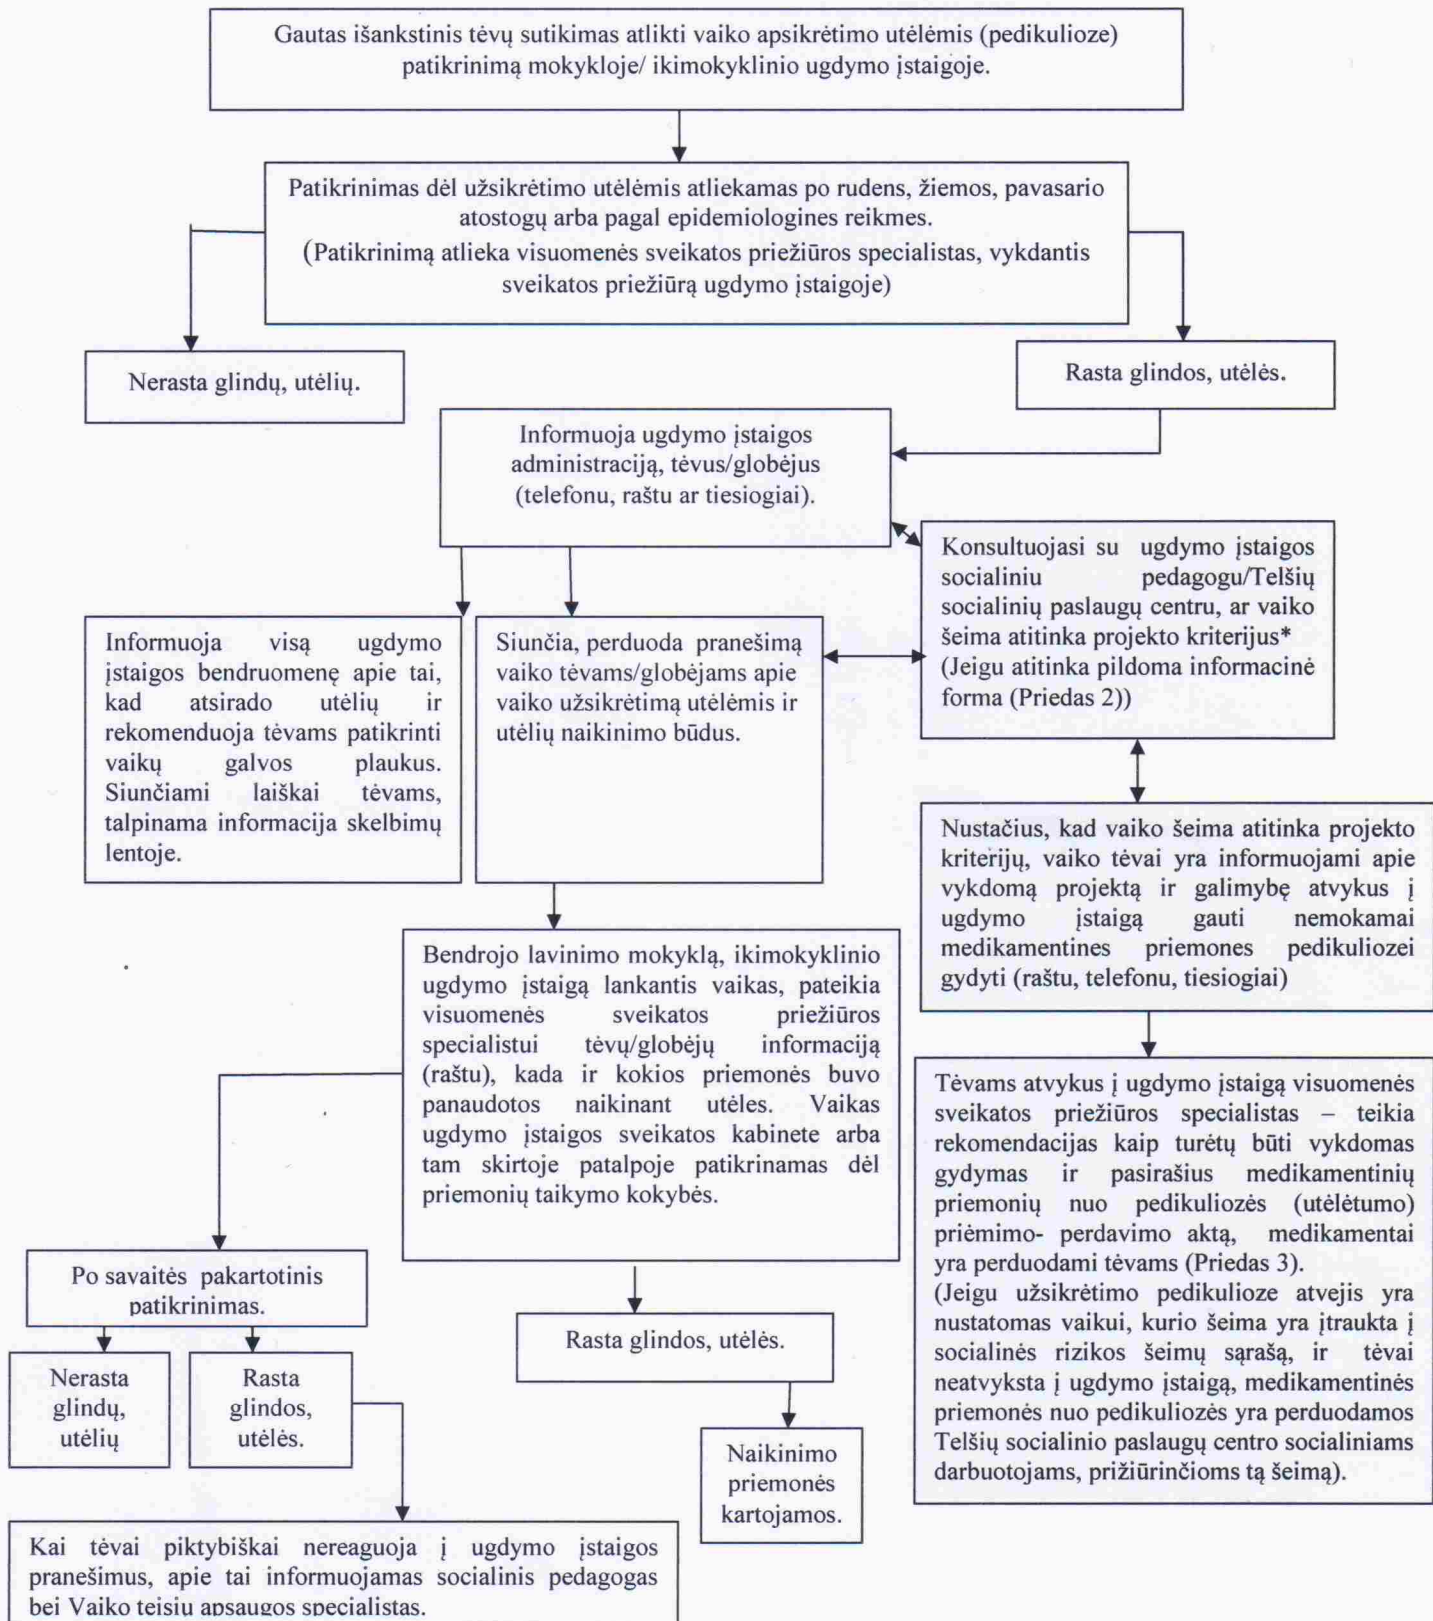 Gautas išankstinis tėvų sutikimas atlikti vaiko apsikrėtimo utėlėmis (pedikulioze)
patikrinimą mokykloje/ ikimokyklinio ugdymo įstaigoje.
Patikrinimas dėl užsikrėtimo utėlėmis atliekamas po rudens, žiemos, pavasario
atostogų arba pagal epidemiologines reikmes.
(Patikrinimą atlieka visuomenės sveikatos priežiūros specialistas, vykdantis
sveikatos priežiūrą ugdymo įstaigoje)
Nerasta glindų, utėlių.
Rasta glindos, utėlės.
Informuoja ugdymo įstaigos
administraciją, tėvus/globėjus
(telefonu, raštu ar tiesiogiai).
Konsultuojasi su ugdymo įstaigos
socialiniu pedagogu/Telšių
socialinių paslaugų centru, ar vaiko
šeima atitinka projekto kriterijus*
(Jeigu atitinka pildoma informacinė
forma (Priedas 2))
Informuoja visą ugdymo
įstaigos bendruomenę apie tai,
kad atsirado utėlių ir
rekomenduoja tėvams patikrinti
vaikų galvos plaukus.
Siunčiami laiškai tėvams,
talpinama informacija skelbimų
lentoje.
Siunčia, perduoda pranešimą
vaiko tėvams/globėjams apie
vaiko užsikrėtimą utėlėmis ir
utėlių naikinimo būdus.
Nustačius, kad vaiko šeima atitinka projekto
kriterijų, vaiko tėvai yra informuojami apie
vykdomą projektą ir galimybę atvykus į
ugdymo įstaigą gauti nemokamai
medikamentines priemones pedikuliozei
gydyti (raštu, telefonu, tiesiogiai)
Bendrojo lavinimo mokyklą, ikimokyklinio
ugdymo įstaigą lankantis vaikas, pateikia
visuomenės sveikatos priežiūros
specialistui tėvų/globėjų informaciją
(raštu), kada ir kokios priemonės buvo
panaudotos naikinant utėles. Vaikas
ugdymo įstaigos sveikatos kabinete arba
tam skirtoje patalpoje patikrinamas dėl
priemonių taikymo kokybės.
Tėvams atvykus į ugdymo įstaigą visuomenės
sveikatos priežiūros specialistas – teikia
rekomendacijas kaip turėtų būti vykdomas
gydymas ir pasirašius medikamentinių
priemonių nuo pedikuliozės (utėlėtumo)
priėmimo- perdavimo aktą, medikamentai
yra perduodami tėvams (Priedas 3).
(Jeigu užsikrėtimo pedikulioze atvejis yra
nustatomas vaikui, kurio šeima yra įtraukta į
socialinės rizikos šeimų sąrašą, ir tėvai
neatvyksta į ugdymo įstaigą, medikamentinės
priemonės nuo pedikuliozės yra perduodamos
Telšių socialinio paslaugų centro socialiniams
darbuotojams, prižiūrinčioms tą šeimą).
Po savaitės pakartotinis
patikrinimas.
Rasta glindos, utėlės.
Nerasta
glindų,
utėlių
Rasta
glindos,
utėlės.
Naikinimo
priemonės
kartojamos.
Kai tėvai piktybiškai nereaguoja į ugdymo įstaigos
pranešimus, apie tai informuojamas socialinis pedagogas
bei Vaiko teisių apsaugos specialistas.